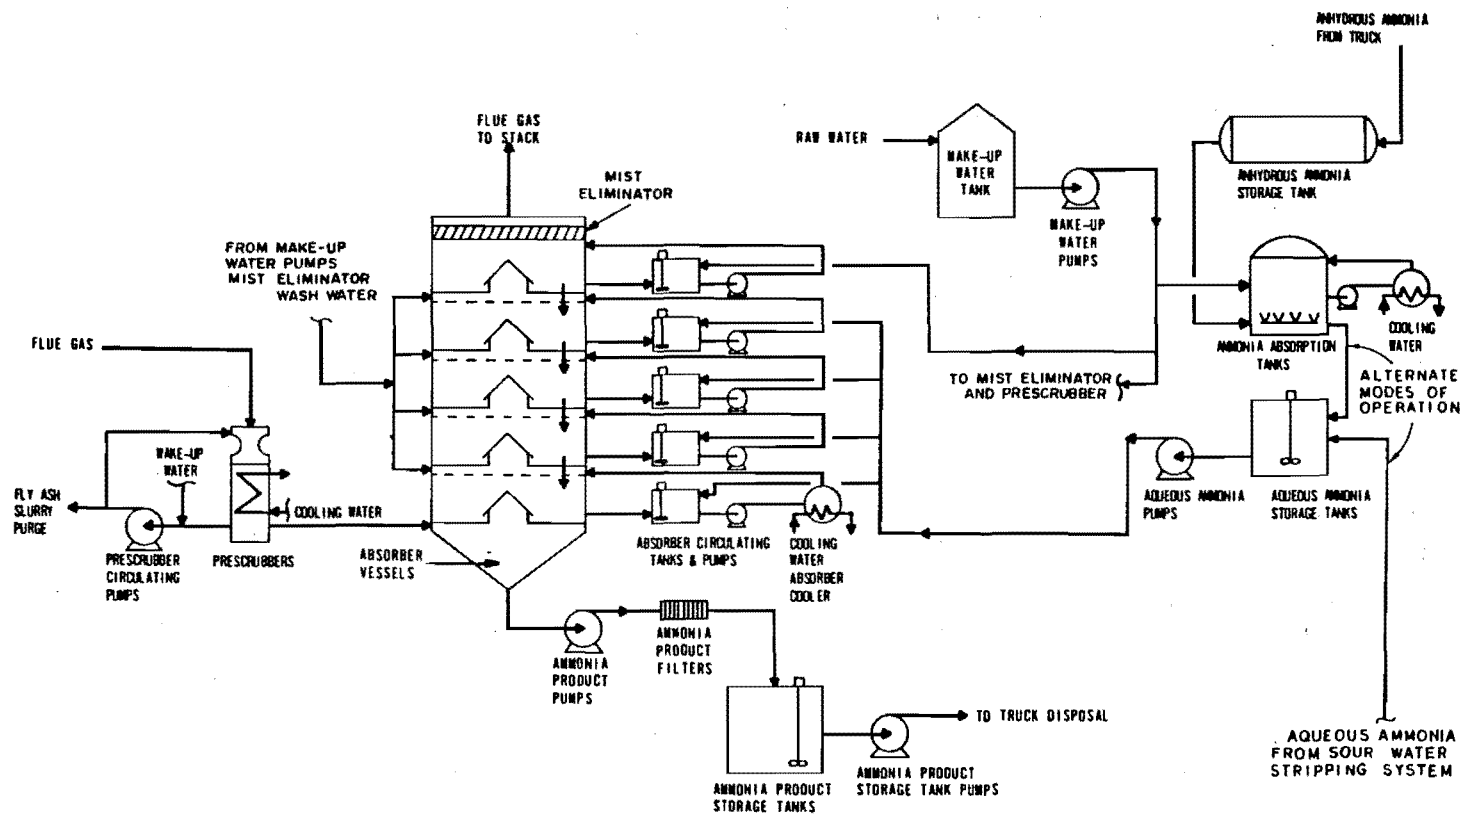 ANHYDROUS AMMONIA
FROM TRUCK
FLUE GAS
TO STACK
RAW WATER
MAKE-UP
WATER
TANK
MIST
ELIMINATOR
ANHYDROUS AMMONIA
STORAGE TANK
MAKE-UP
WATER
PUMPS
FROM MAKE-UP
WATER PUMPS
MIST ELIMINATOR
WASH WATER
COOLING
WATER
FLUE GAS
AMMONIA ABSORPTION
TANKS
TO MIST ELIMINATOR
AND PRESCRUBBER
ALTERNATE
MODES OF
OPERATION
MAKE-UP
WATER
FLY ASH
SLURRY
PURGE
COOLING WATER
AQUEOUS AMMONIA
PUMPS
AQUEOUS AMMONIA
STORAGE TANKS
PRESCRUBBER
CIRCULATING
PUMPS
PRESCRUBBERS
ABSORBER
VESSELS
ABSORBER CIRCULATING
TANKS & PUMPS
COOLING
WATER
ABSORBER
COOLER
AMMONIA
PRODUCT
PUMPS
AMMONIA
PRODUCT
FILTERS
TO TRUCK DISPOSAL
AMMONIA PRODUCT
STORAGE TANKS
AMMONIA PRODUCT
STORAGE TANK PUMPS
AQUEOUS AMMONIA
FROM SOUR WATER
STRIPPING SYSTEM